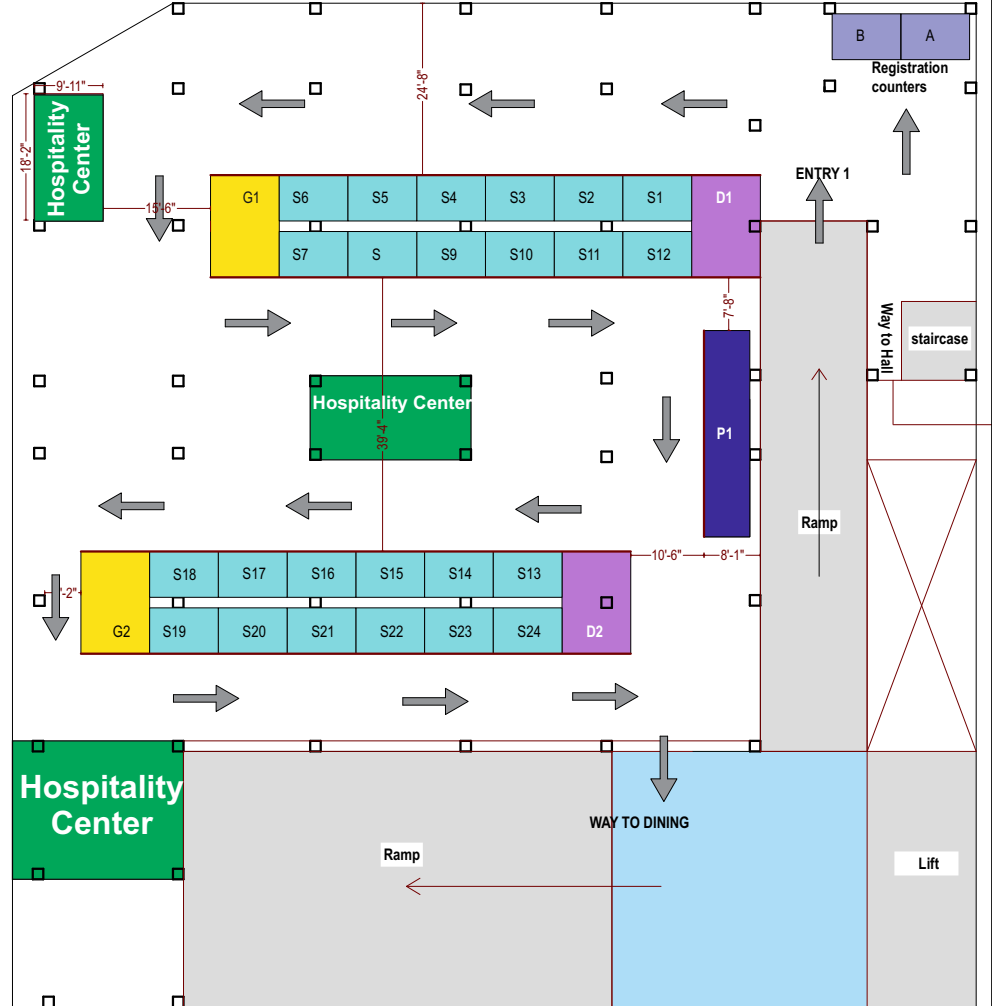 B
A
Registration
counters
9'-11"
24'-8"
18'-2"
Hospitality
Center
15'-6"
ENTRY 1
G1
S6
S5
S4
S3
S2
S1
D1
S7
S
S9
S10
S11
S12
7'-8"
Way to Hall
staircase
Hospitality Center
39'-4"
P1
Ramp
10'-6"
8'-1"
S18
S17
S16
S15
S14
S13
'-2"
G2
S19
S20
S21
S22
S23
S24
D2
Hospitality
Center
WAY TO DINING
Ramp
Lift